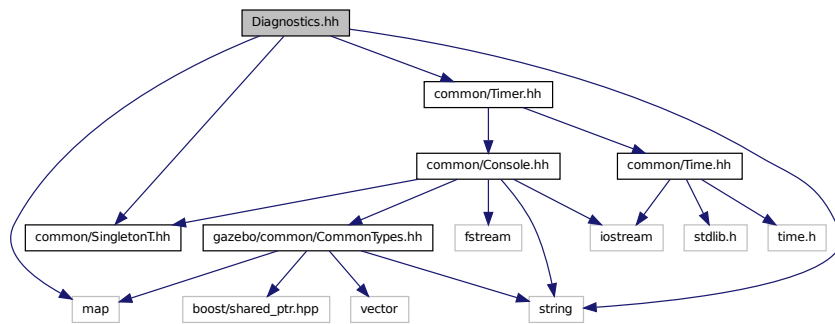 Diagnostics.hh
common/Timer.hh
common/Console.hh
common/Time.hh
common/SingletonT.hh
gazebo/common/CommonTypes.hh
fstream
iostream
stdlib.h
time.h
map
boost/shared_ptr.hpp
vector
string